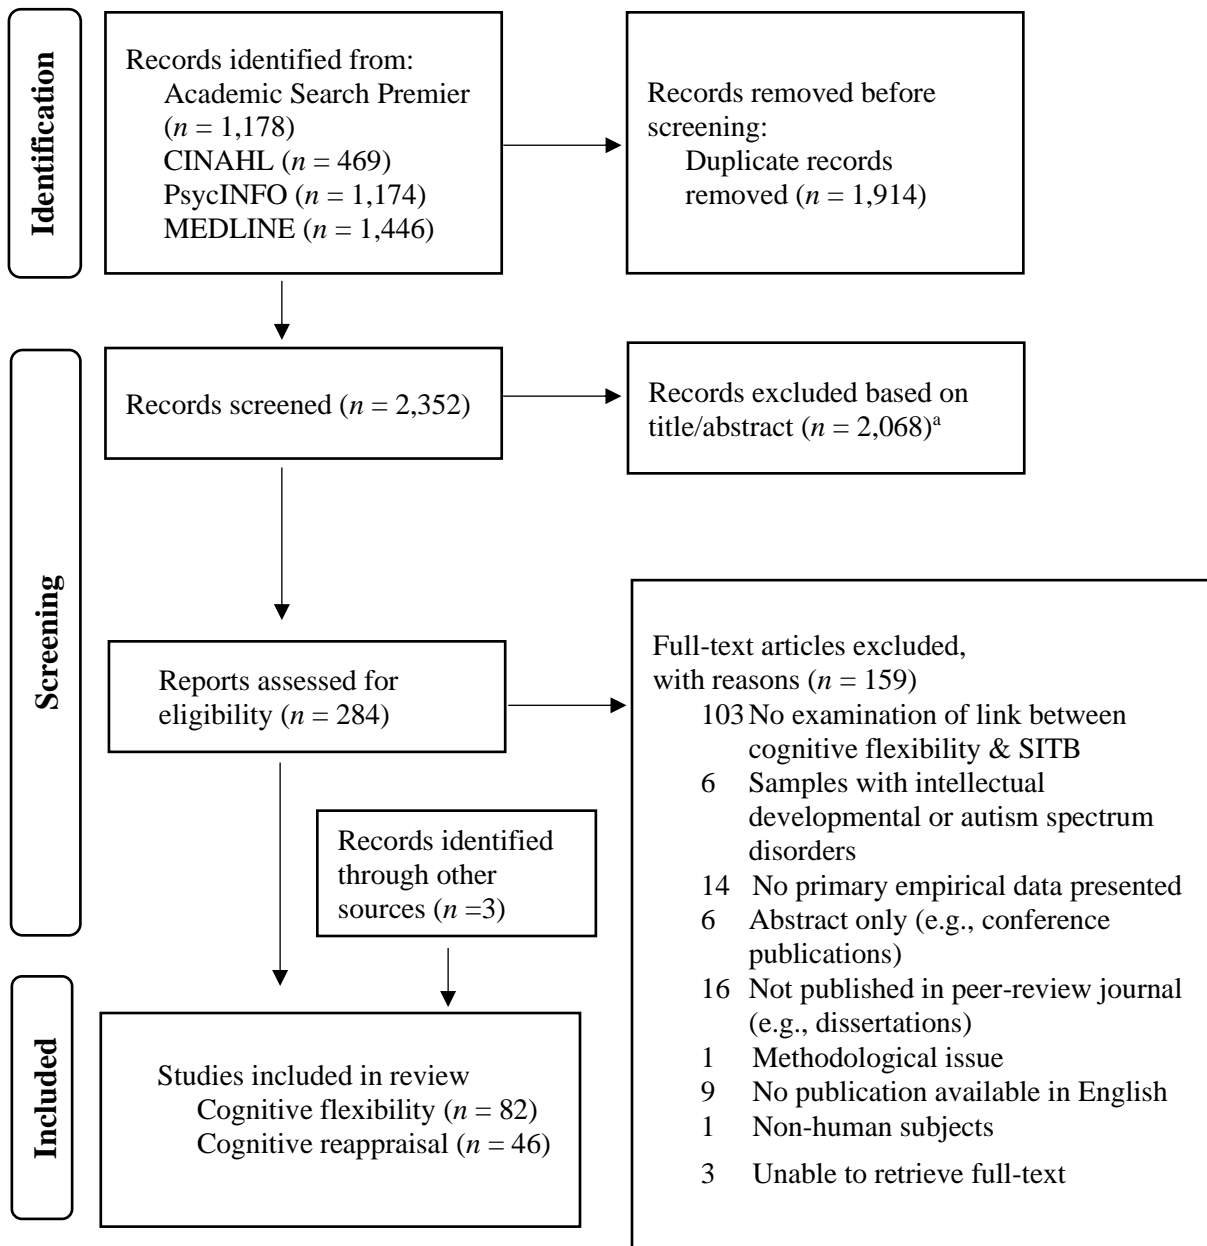 Identification
Records identified from:
Academic Search Premier
(n = 1,178)
CINAHL (n = 469)
PsycINFO (n = 1,174)
MEDLINE (n = 1,446)
Records removed before
screening:
Duplicate records
removed (n = 1,914)
Screening
Records screened (n = 2,352)
Records excluded based on
title/abstract (n = 2,068)ᵃ
Reports assessed for
eligibility (n = 284)
Full-text articles excluded,
with reasons (n = 159)
103 No examination of link between
cognitive flexibility & SITB
6 Samples with intellectual
developmental or autism spectrum
disorders
14 No primary empirical data presented
6 Abstract only (e.g., conference
publications)
16 Not published in peer-review journal
(e.g., dissertations)
1 Methodological issue
9 No publication available in English
1 Non-human subjects
3 Unable to retrieve full-text
Records identified
through other
sources (n =3)
Included
Studies included in review
Cognitive flexibility (n = 82)
Cognitive reappraisal (n = 46)